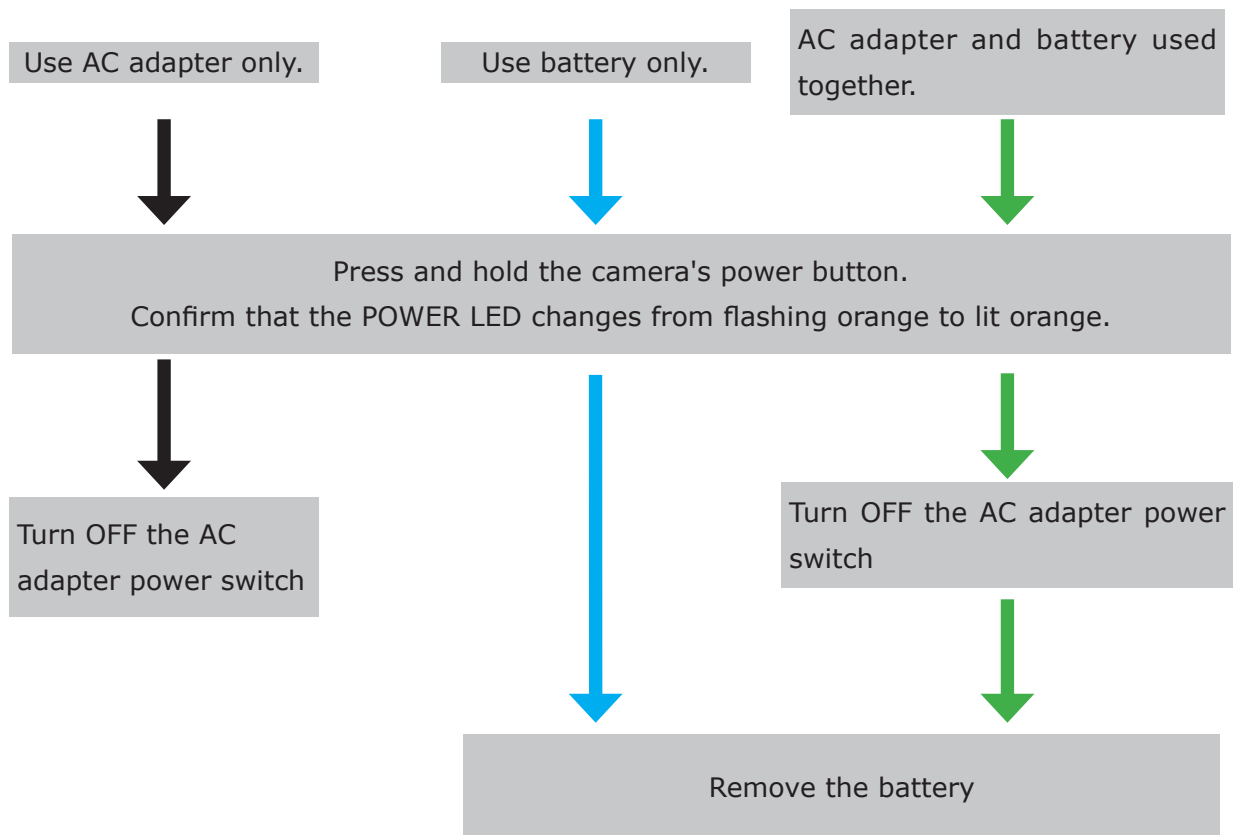 Use AC adapter only.
Use battery only.
AC adapter and battery used
together.
Press and hold the camera's power button.
Confirm that the POWER LED changes from flashing orange to lit orange.
Turn OFF the AC
adapter power switch
Turn OFF the AC adapter power
switch
Remove the battery